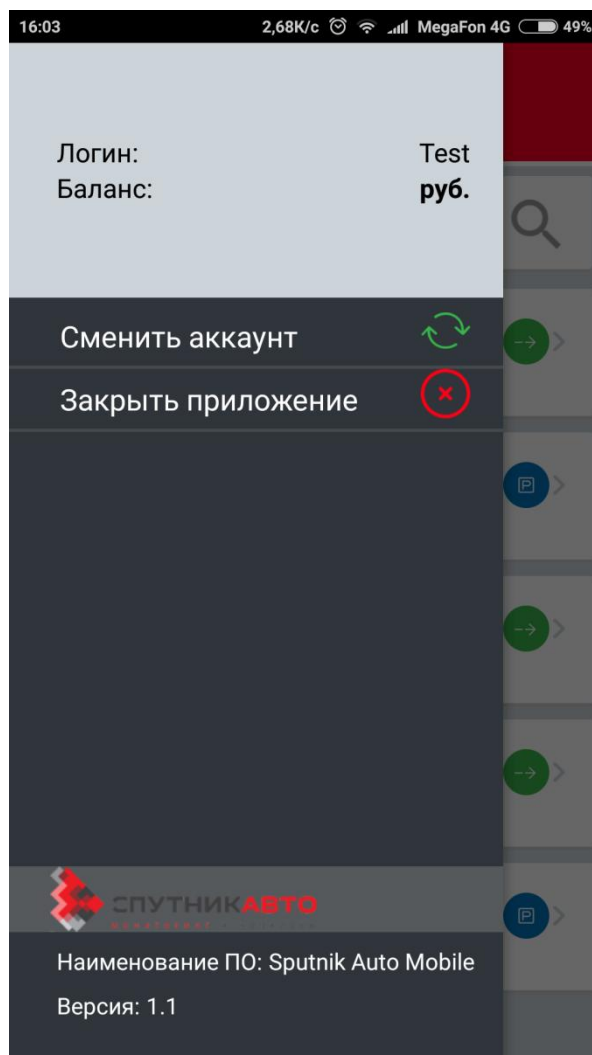 16:03 2,68K/c MegaFon 4G 49%
Логин: Test
Баланс: руб.
Сменить аккаунт
Закрыть приложение
СПУТНИКАВТО
Наименование ПО: Sputnik Auto Mobile
Версия: 1.1